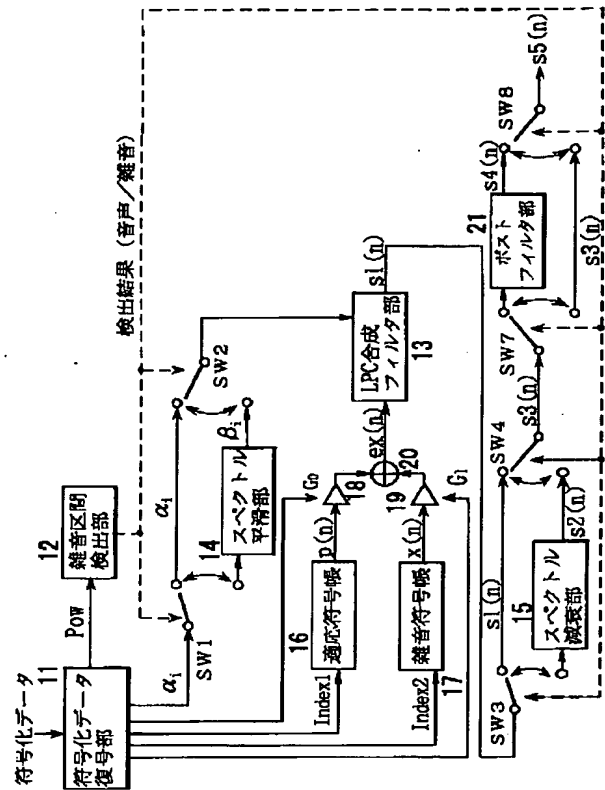 符号化データ
11
符号化データ
復号部
Pow
12
雑音区間
検出部
検出結果（音声／雑音）
αi
SW1
αi
14
スペクトル
平滑部
βi
SW2
Index1
16
適応符号帳
p(n)
G0
18
Index2
17
雑音符号帳
x(n)
19
G1
20
ex(n)
LPC合成
フィルタ部
13
s1(n)
SW3
s1(n)
15
スペクトル
減衰部
s2(n)
SW4
s3(n)
SW7
21
ポスト
フィルタ部
s4(n)
s3(n)
SW8
s5(n)